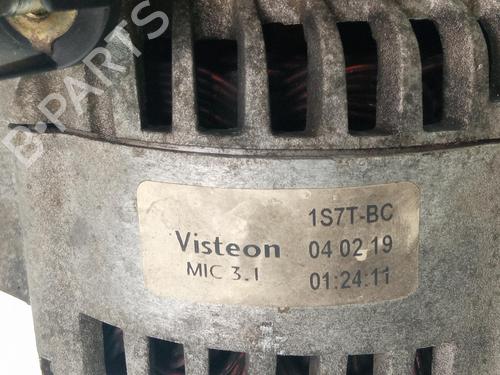 B-PARTS
1S7T-BC
Visteon 04 02 19
MIC 3.1 01:24:11